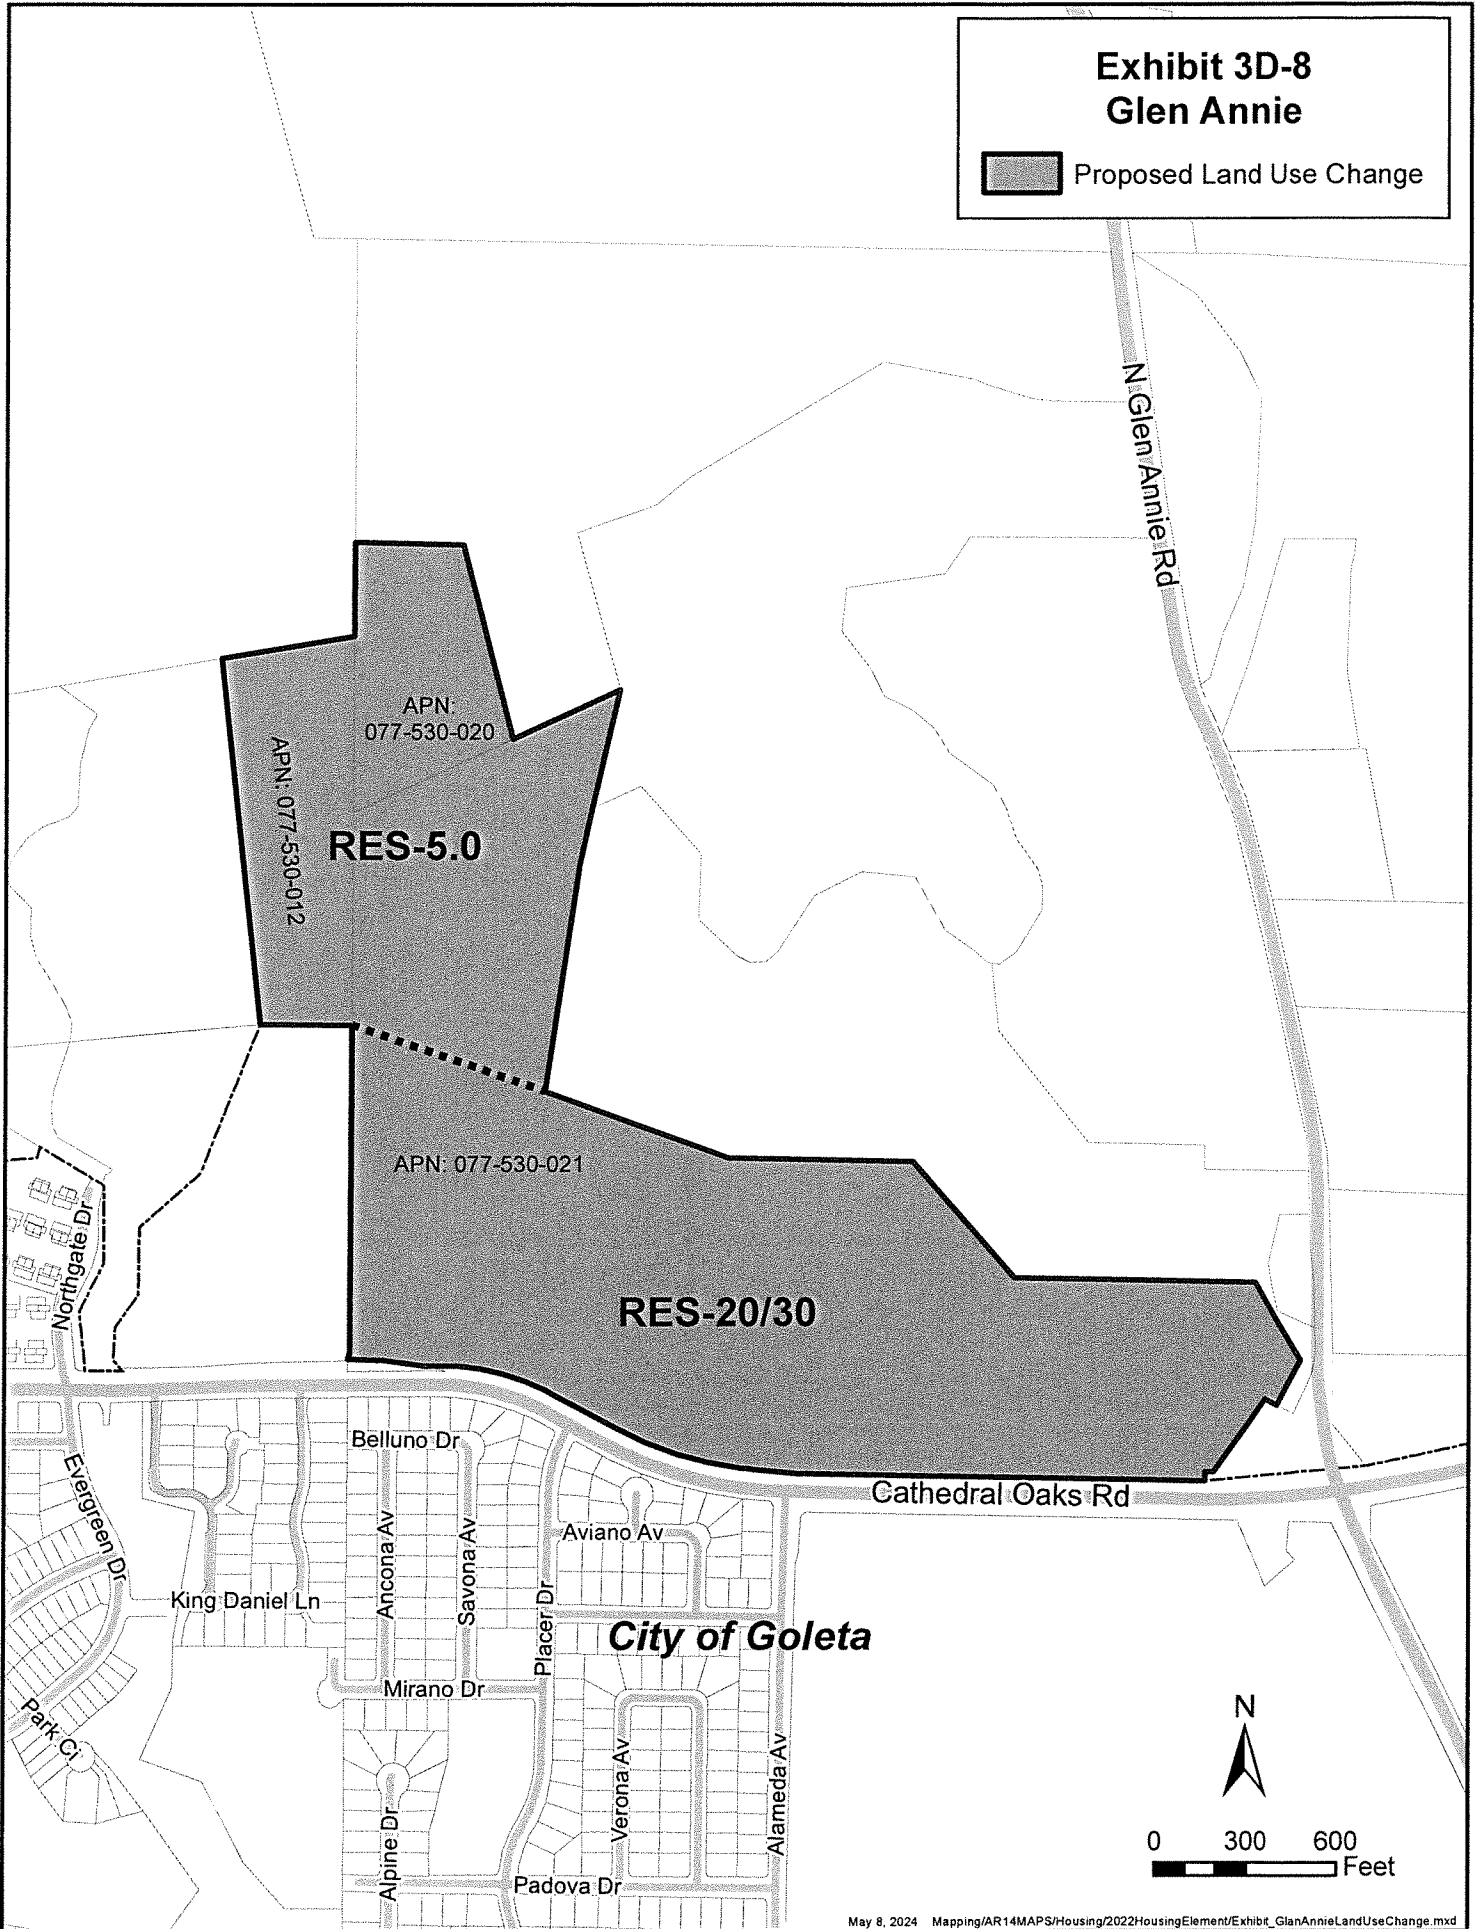 Exhibit 3D-8
Glen Annie
Proposed Land Use Change
N Glen Annie Rd
APN:
077-530-020
APN: 077-530-012
RES-5.0
APN: 077-530-021
RES-20/30
Northgate Dr
Cathedral Oaks Rd
Belluno Dr
Evergreen Dr
Ancona Av
Savona Av
Aviano Av
King Daniel Ln
Placer Dr
City of Goleta
Mirano Dr
Park Ci
Verona Av
Alameda Av
Alpine Dr
Padova Dr
N
0 300 600
Feet
May 8, 2024 Mapping/AR14MAPS/Housing/2022HousingElement/Exhibit_GlanAnnieLandUseChange.mxd